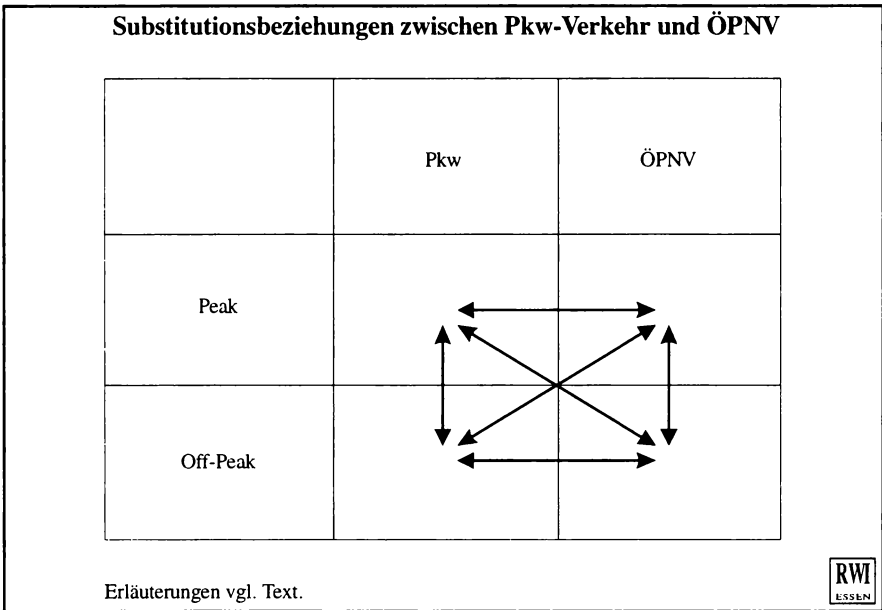 Substitutionsbeziehungen zwischen Pkw-Verkehr und ÖPNV
Pkw
ÖPNV
Peak
Off-Peak
Erläuterungen vgl. Text.
RWI
ESSEN